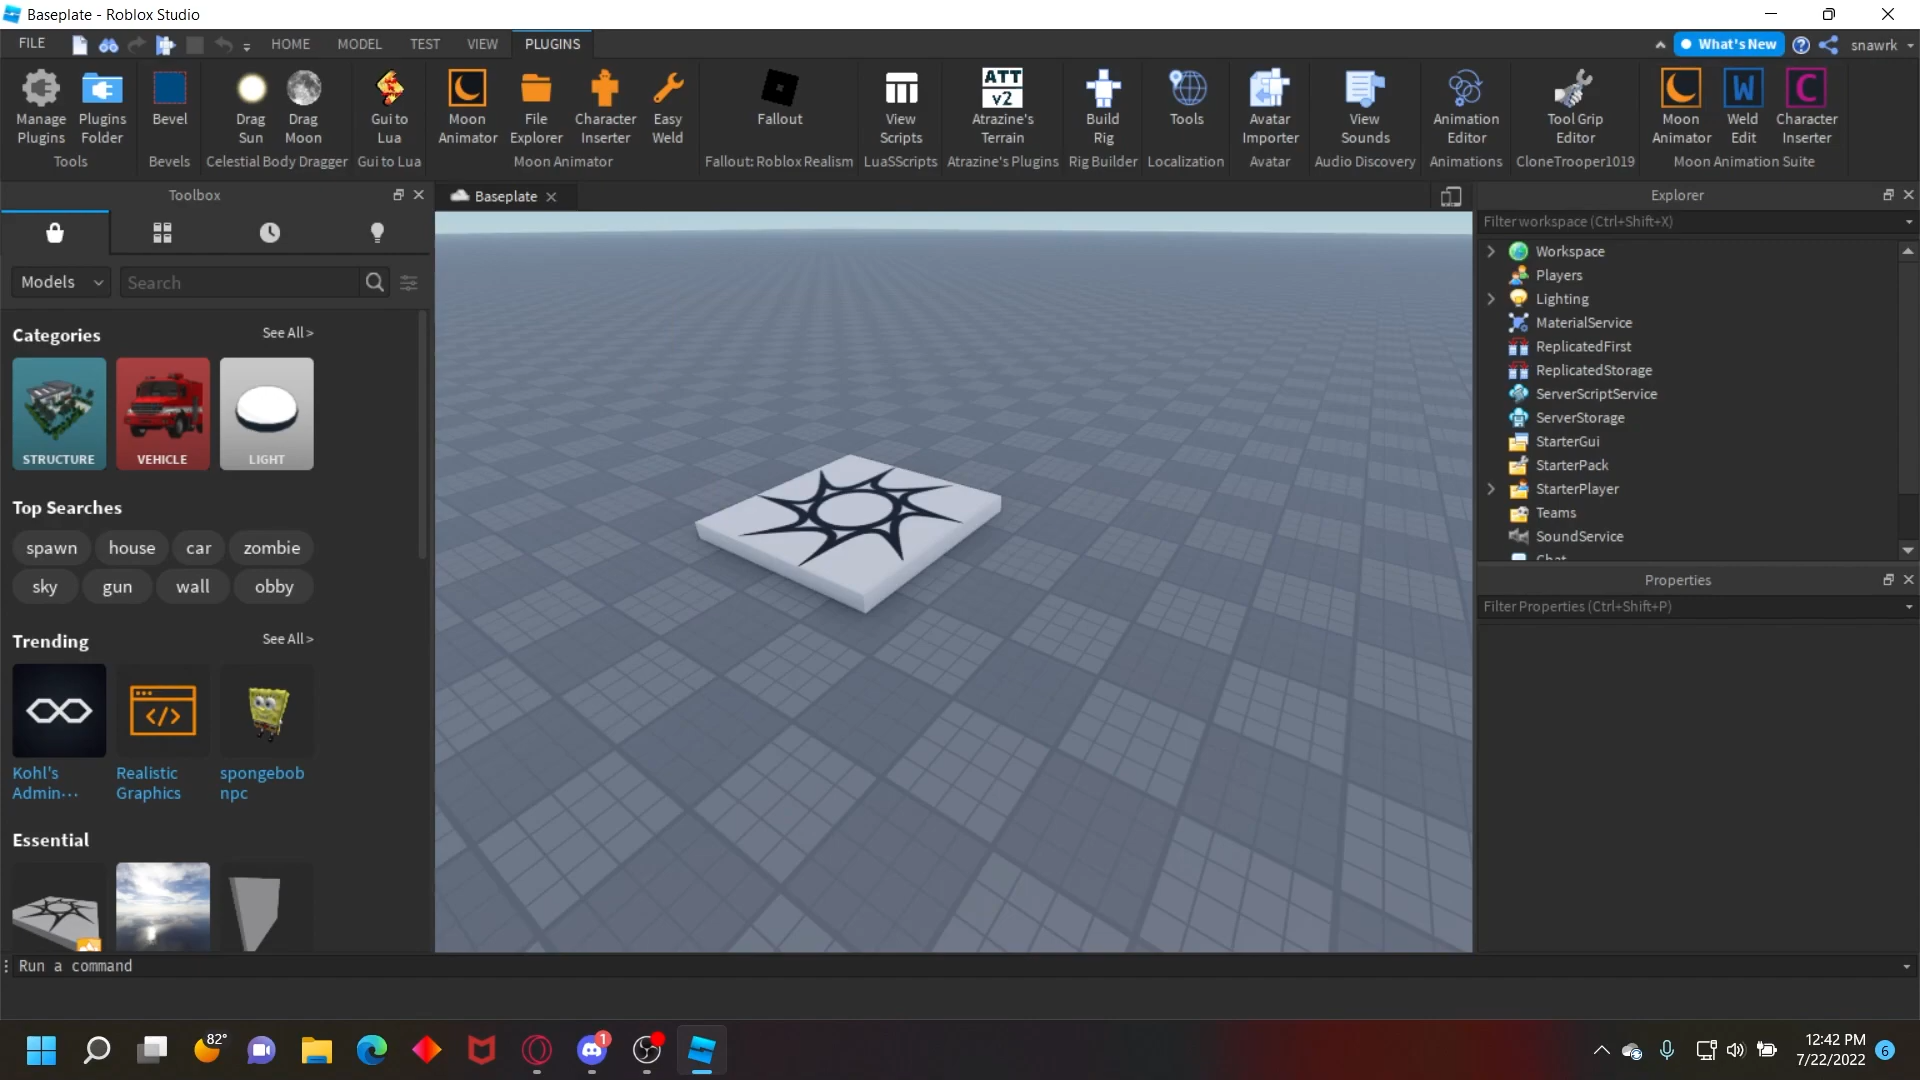 Baseplate - Roblox Studio
FILE HOME MODEL TEST VIEW PLUGINS What's New snawrk
Manage Plugins
Plugins Folder
Tools
Bevel
Bevels
Drag Sun
Drag Moon
Celestial Body Dragger
Gui to Lua
Gui to Lua
Moon Animator
File Explorer
Character Inserter
Easy Weld
Moon Animator
Fallout
Fallout: Roblox Realism
View Scripts
LuaSScripts
ATT v2
Atrazine's Terrain
Atrazine's Plugins
Build Rig
Rig Builder
Tools
Localization
Avatar Importer
Avatar
View Sounds
Audio Discovery
Animation Editor
Animations
Tool Grip Editor
CloneTrooper1019
Moon Animator
W
Weld Edit
C
Character Inserter
Moon Animation Suite
Toolbox
Models
Search
Categories See All >
STRUCTURE VEHICLE LIGHT
Top Searches
spawn house car zombie
sky gun wall obby
Trending See All >
Kohl's Admin···
Realistic Graphics
spongebob npc
Essential
Baseplate
Explorer
Filter workspace (Ctrl+Shift+X)
Workspace
Players
Lighting
MaterialService
ReplicatedFirst
ReplicatedStorage
ServerScriptService
ServerStorage
StarterGui
StarterPack
StarterPlayer
Teams
SoundService
Chat
Properties
Filter Properties (Ctrl+Shift+P)
Run a command
82°
1
12:42 PM
7/22/2022
6